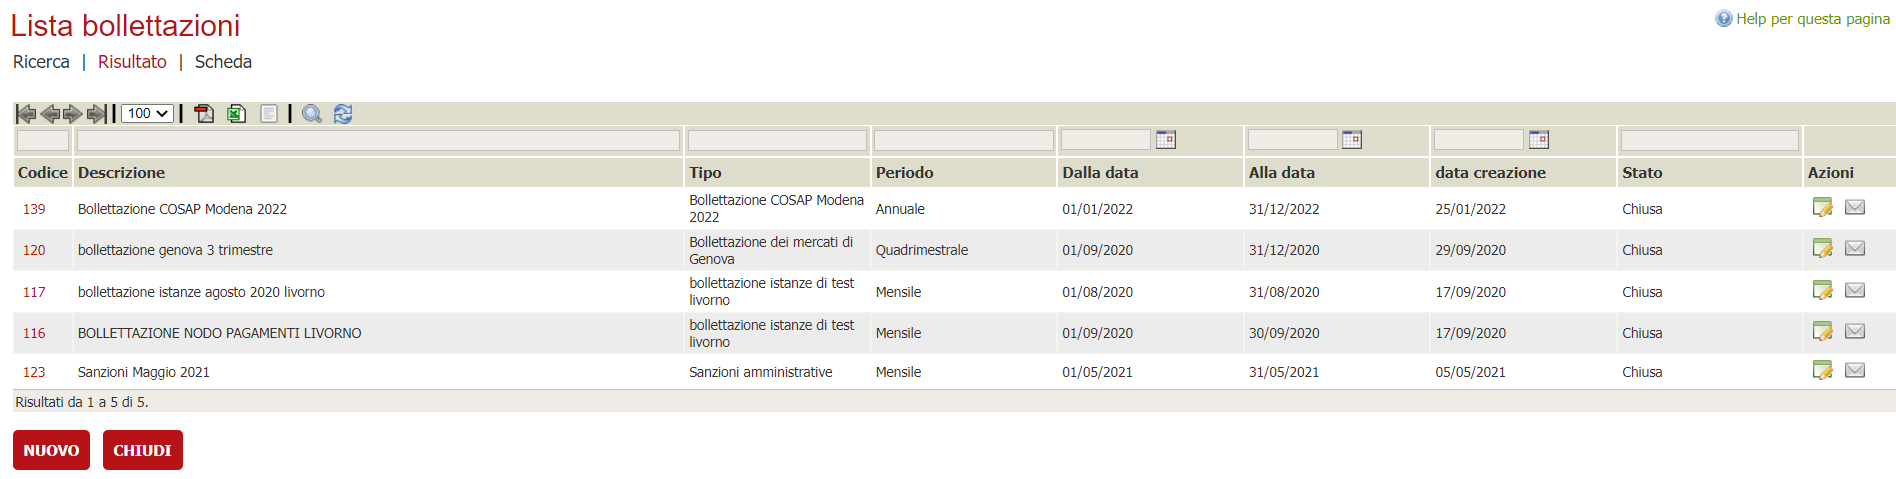 Lista bollettazioni
Help per questa pagina
Ricerca | Risultato | Scheda
100
Codice Descrizione Tipo Periodo Dalla data Alla data data creazione Stato Azioni
139 Bollettazione COSAP Modena 2022 Bollettazione COSAP Modena 2022 Annuale 01/01/2022 31/12/2022 25/01/2022 Chiusa
120 bollettazione genova 3 trimestre Bollettazione dei mercati di Genova Quadrimestrale 01/09/2020 31/12/2020 29/09/2020 Chiusa
117 bollettazione istanze agosto 2020 livorno bollettazione istanze di test livorno Mensile 01/08/2020 31/08/2020 17/09/2020 Chiusa
116 BOLLETTAZIONE NODO PAGAMENTI LIVORNO bollettazione istanze di test livorno Mensile 01/09/2020 30/09/2020 17/09/2020 Chiusa
123 Sanzioni Maggio 2021 Sanzioni amministrative Mensile 01/05/2021 31/05/2021 05/05/2021 Chiusa
Risultati da 1 a 5 di 5.
NUOVO CHIUDI